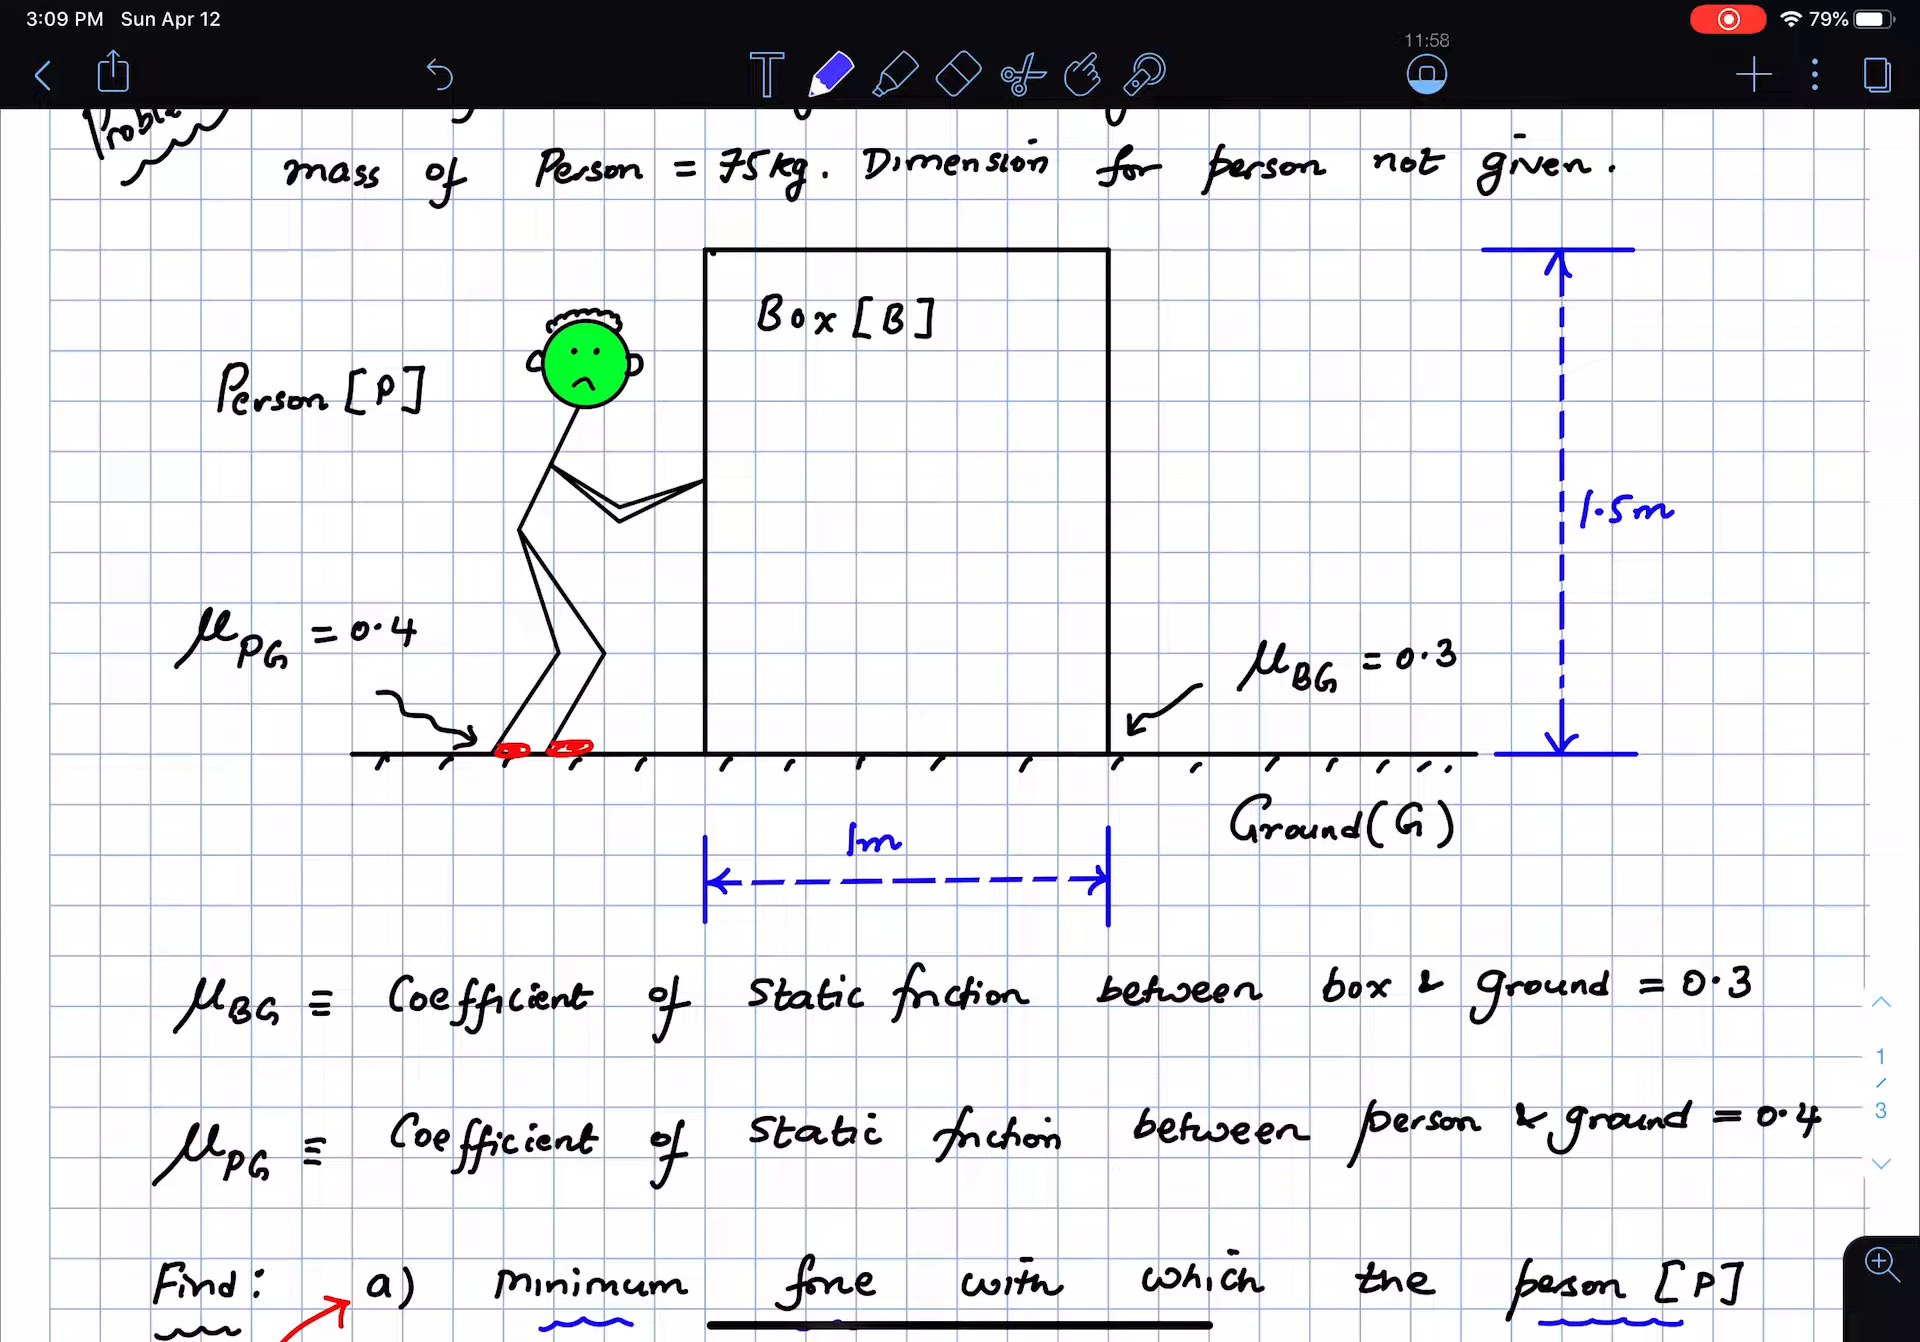 3:09 PM Sun Apr 12
79%
11:58
mass of Person = 75kg. Dimension for person not given.
Box [B]
Person [P]
1.5m
μPG = 0.4
μBG = 0.3
Ground(G)
1m
μBG ≡ Coefficient of static friction between box & ground = 0.3
1
/
3
μPG ≡ Coefficient of static friction between person & ground = 0.4
Find: a) minimum force with which the person [P]